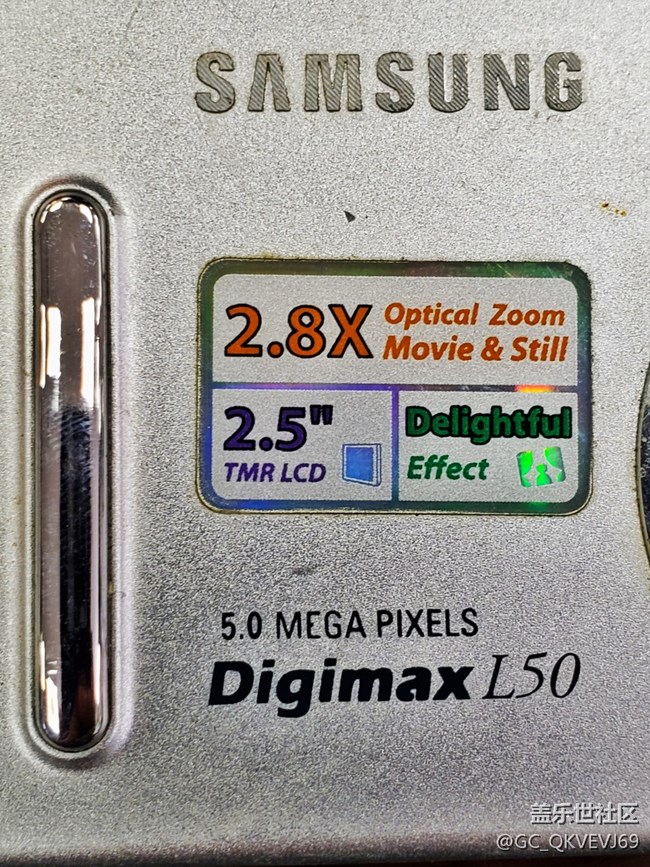 SAMSUNG
2.8X
Optical Zoom
Movie & Still
2.5"
TMR LCD
Delightful
Effect
5.0 MEGA PIXELS
Digimax L50
盖乐世社区
@GC_QKVEVJ69